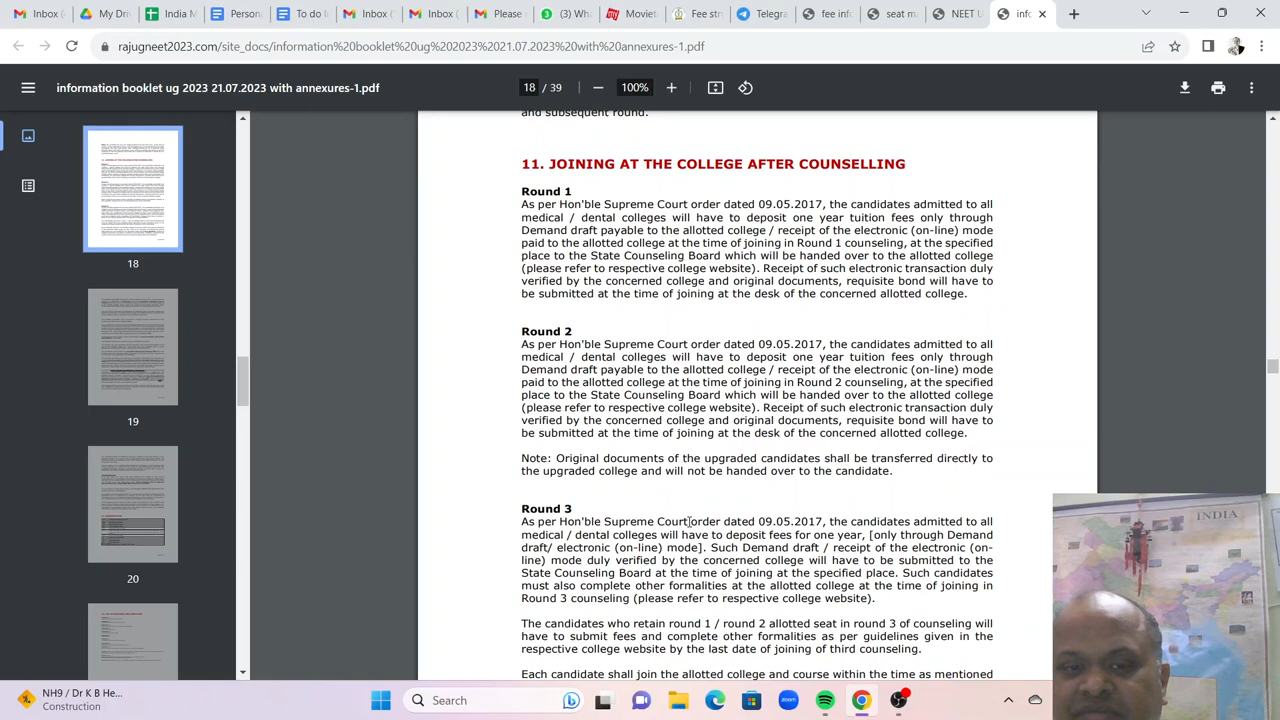 Inbox (
India M
Person
To do l
Inbox (
Inbox (
Please
(3) Wha
Movieti
Fee str
Telegra
fee info
seat m
NEET U
info
rajugneet2023.com/site_docs/information%20booklet%20ug%202023%2021.07.2023%20with%20annexures-1.pdf
information booklet ug 2023 21.07.2023 with annexures-1.pdf
18 / 39
100%
and subsequent round.
11. JOINING AT THE COLLEGE AFTER COUNSELLING
Round 1
As per Hon'ble Supreme Court order dated 09.05.2017, the candidates admitted to all
medical / dental colleges will have to deposit one year tuition fees only through
Demand draft payable to the allotted college / receipt of the electronic (on-line) mode
paid to the allotted college at the time of joining in Round 1 counseling, at the specified
place to the State Counseling Board which will be handed over to the allotted college
(please refer to respective college website). Receipt of such electronic transaction duly
verified by the concerned college and original documents, requisite bond will have to
be submitted at the time of joining at the desk of the concerned allotted college.
Round 2
As per Hon'ble Supreme Court order dated 09.05.2017, the candidates admitted to all
medical / dental colleges will have to deposit one year tuition fees only through
Demand draft payable to the allotted college / receipt of the electronic (on-line) mode
paid to the allotted college at the time of joining in Round 2 counseling, at the specified
place to the State Counseling Board which will be handed over to the allotted college
(please refer to respective college website). Receipt of such electronic transaction duly
verified by the concerned college and original documents, requisite bond will have to
be submitted at the time of joining at the desk of the concerned allotted college.
Note: Original documents of the upgraded candidates shall be transferred directly to
the upgraded college and will not be handed over to the candidate.
Round 3
As per Hon'ble Supreme Court order dated 09.05.2017, the candidates admitted to all
medical / dental colleges will have to deposit fees for one year, [only through Demand
draft/ electronic (on-line) mode]. Such Demand draft / receipt of the electronic (on-
line) mode duly verified by the concerned college will have to be submitted to the
State Counseling Board at the time of joining at the specified place. Such candidates
must also complete other formalities at the allotted college at the time of joining in
Round 3 counseling (please refer to respective college website).
The candidates who retain round 1 / round 2 allotted seat in round 3 of counseling will
have to submit fees and complete other formalities as per guidelines given in the
respective college website by the last date of joining of third counseling.
Each candidate shall join the allotted college and course within the time as mentioned
18
19
20
INDIA
NH9 / Dr K B He...
Construction
Search
zoom